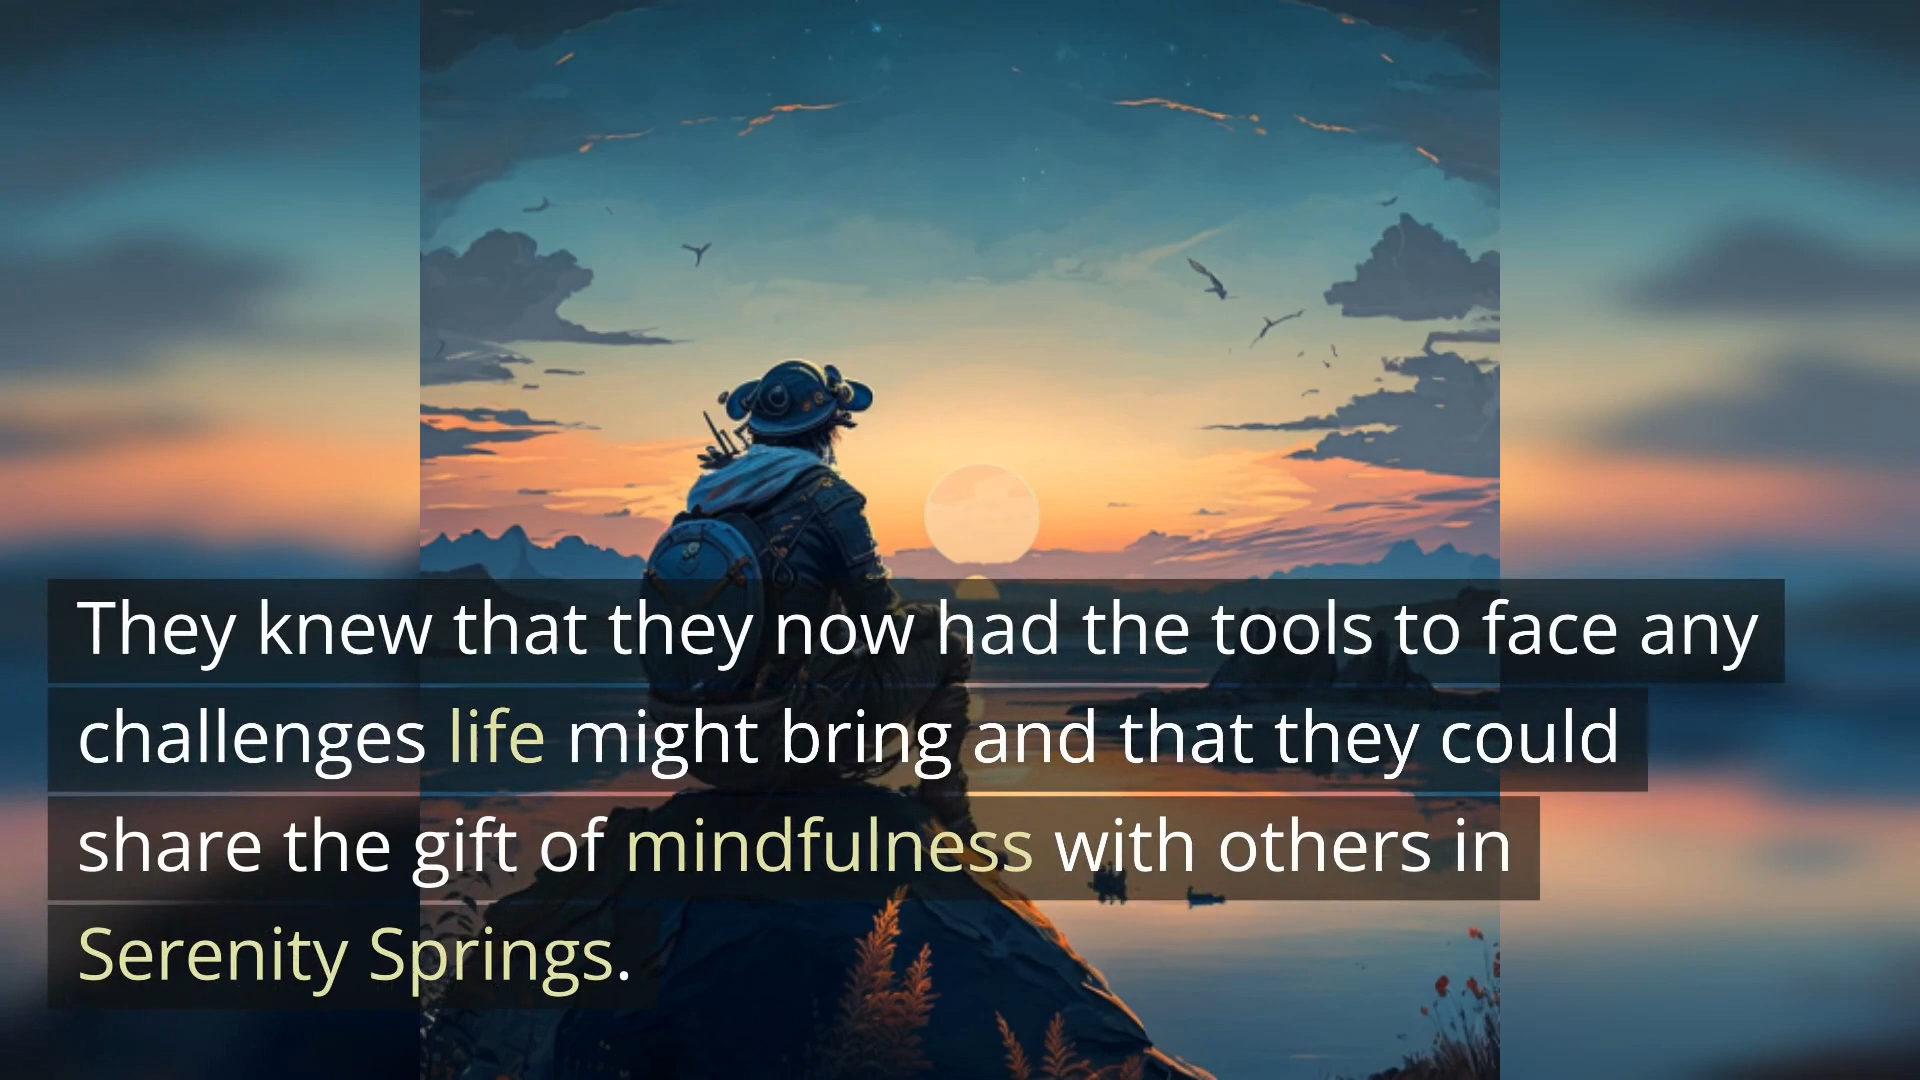 They knew that they now had the tools to face any
challenges life might bring and that they could
share the gift of mindfulness with others in
Serenity Springs.